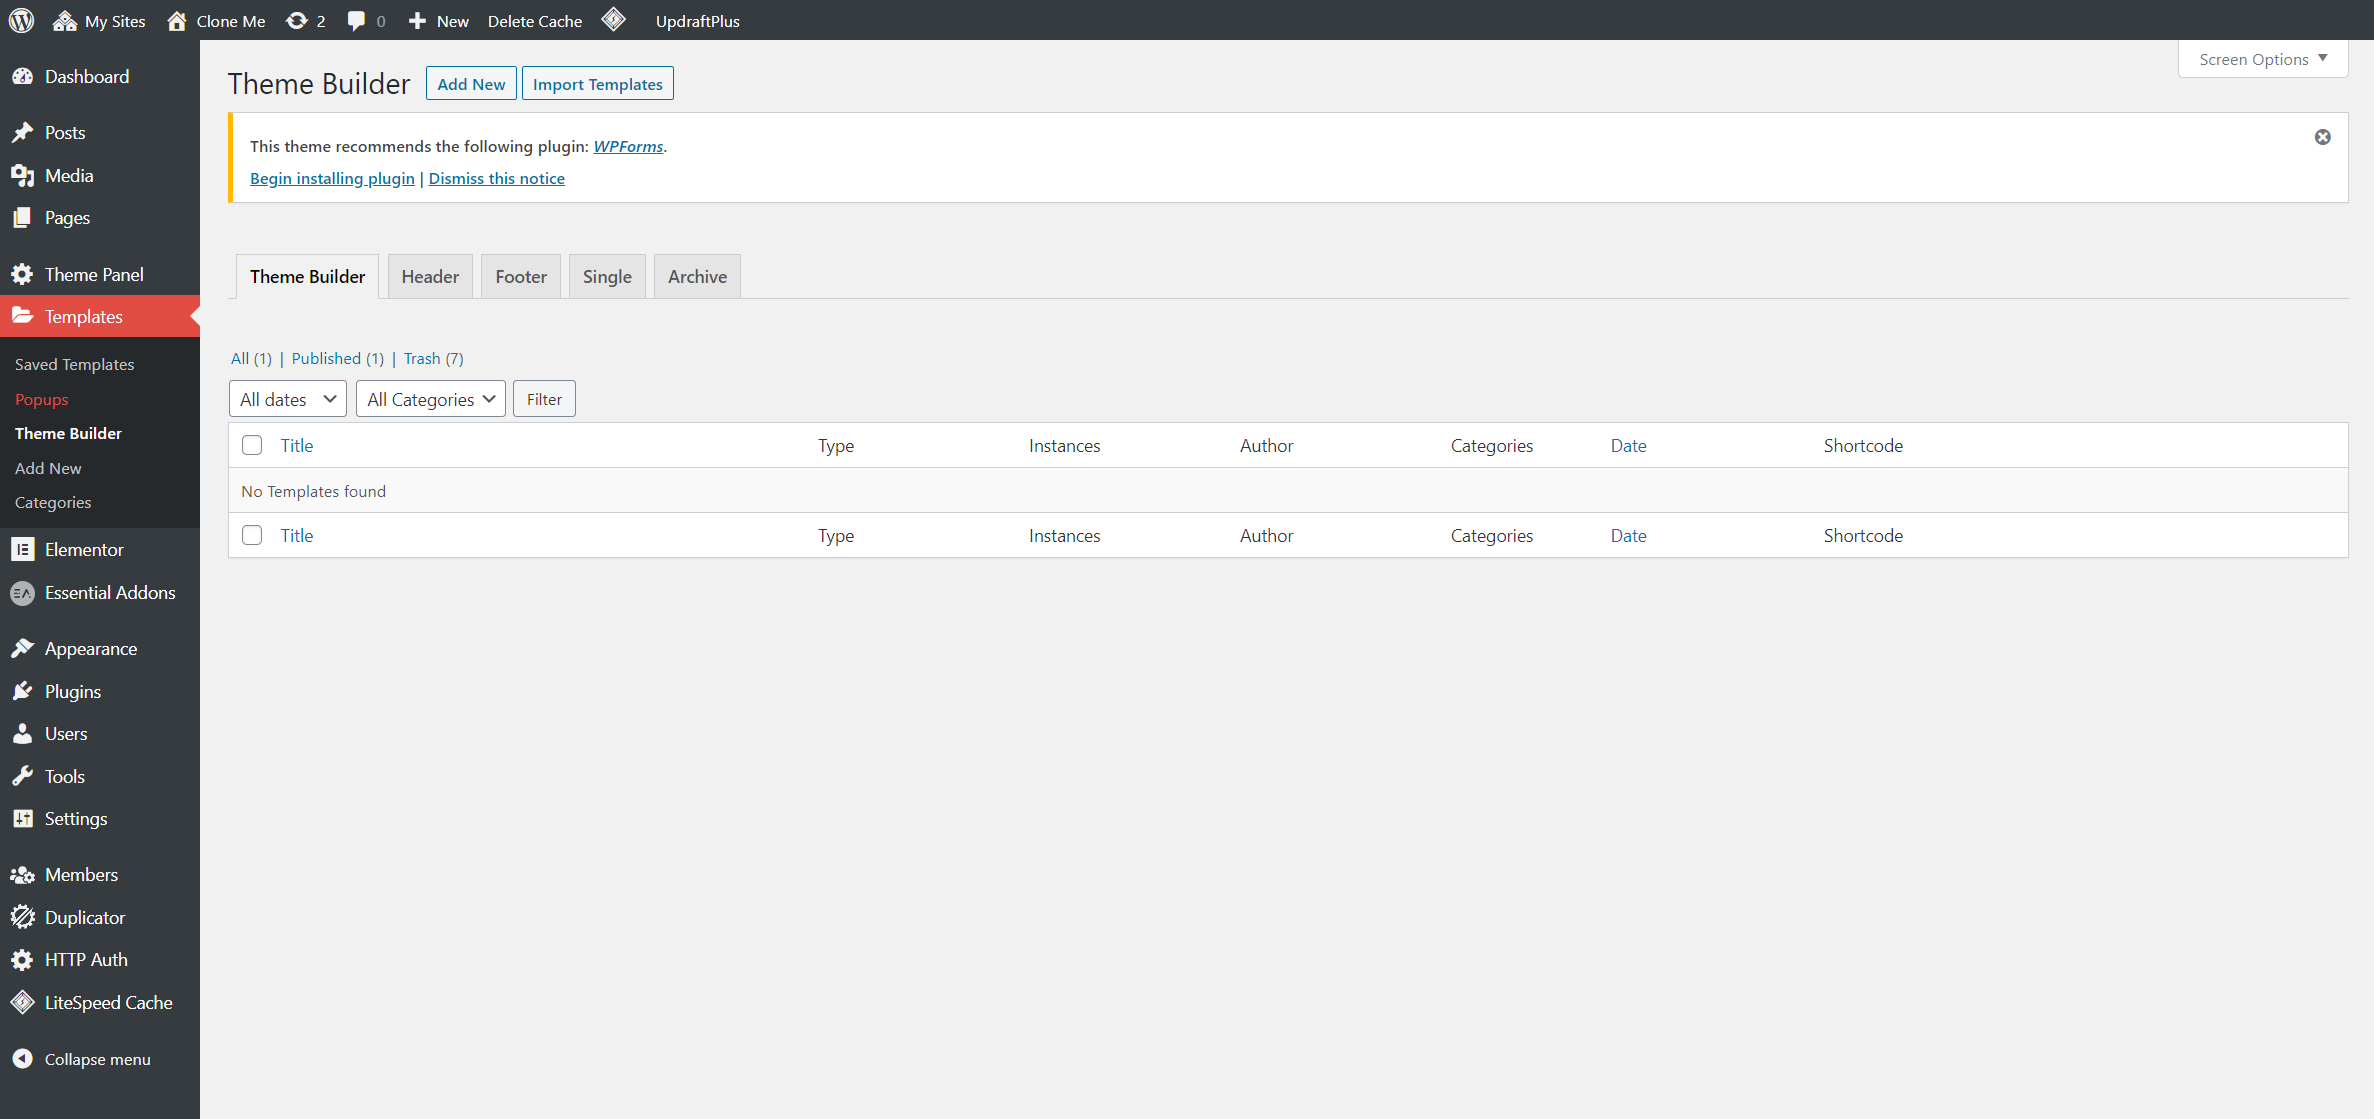 My Sites Clone Me 2 0 New Delete Cache UpdraftPlus
Screen Options
Dashboard
Posts
Media
Pages
Theme Panel
Templates
Saved Templates
Popups
Theme Builder
Add New
Categories
Elementor
Essential Addons
Appearance
Plugins
Users
Tools
Settings
Members
Duplicator
HTTP Auth
LiteSpeed Cache
Collapse menu
Theme Builder Add New Import Templates
This theme recommends the following plugin: WPForms.
Begin installing plugin | Dismiss this notice
Theme Builder Header Footer Single Archive
All (1) | Published (1) | Trash (7)
All dates All Categories Filter
Title Type Instances Author Categories Date Shortcode
No Templates found
Title Type Instances Author Categories Date Shortcode